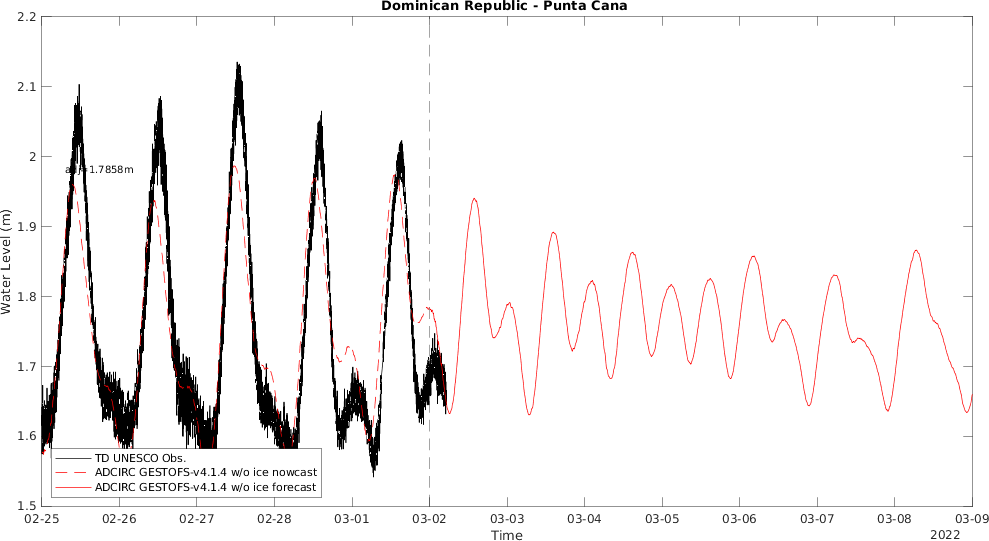 Dominican Republic - Punta Cana
Water Level (m)
2.2
2.1
2
1.9
1.8
1.7
1.6
1.5
1.7858m
TD UNESCO Obs.
ADCIRC GESTOFS-v4.1.4 w/o ice nowcast
ADCIRC GESTOFS-v4.1.4 w/o ice forecast
02-25 02-26 02-27 02-28 03-01 03-02 03-03 03-04 03-05 03-06 03-07 03-08 03-09
Time
2022